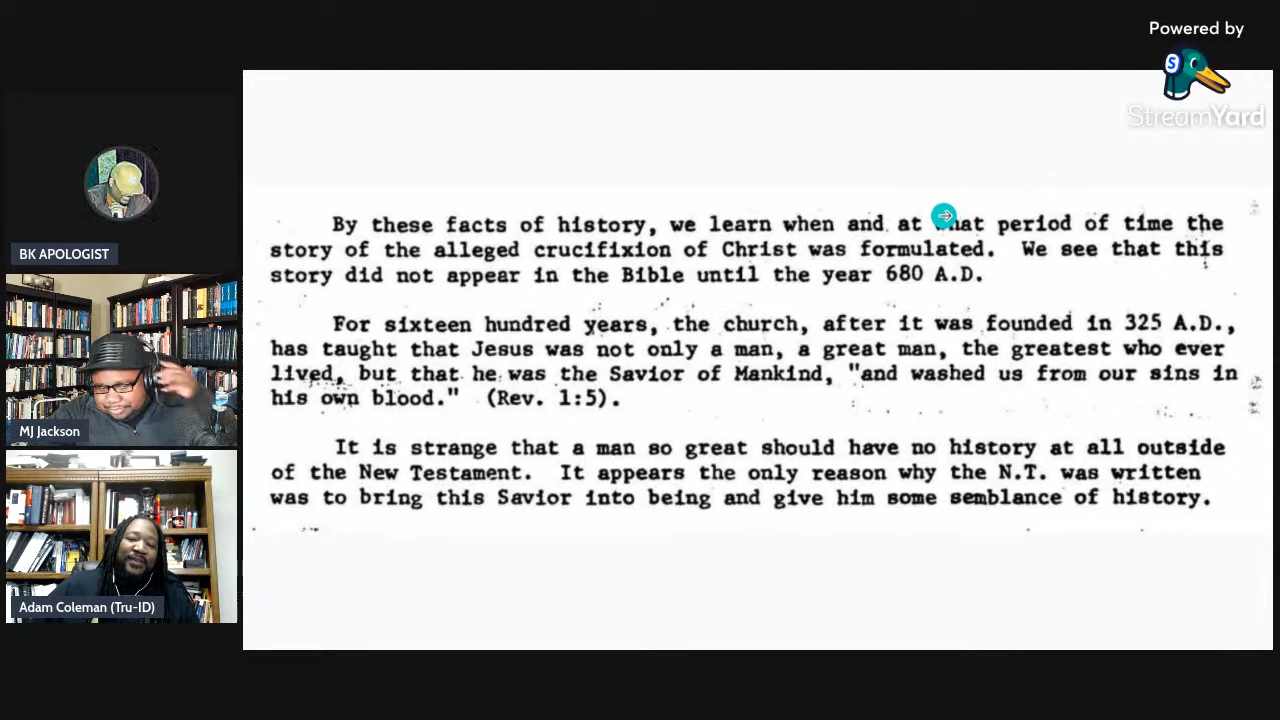 Powered by
StreamYard
BK APOLOGIST
MJ Jackson
Adam Coleman (Tru-ID)
By these facts of history, we learn when and at what period of time the
story of the alleged crucifixion of Christ was formulated. We see that this
story did not appear in the Bible until the year 680 A.D.
For sixteen hundred years, the church, after it was founded in 325 A.D.,
has taught that Jesus was not only a man, a great man, the greatest who ever
lived, but that he was the Savior of Mankind, "and washed us from our sins in
his own blood." (Rev. 1:5).
It is strange that a man so great should have no history at all outside
of the New Testament. It appears the only reason why the N.T. was written
was to bring this Savior into being and give him some semblance of history.